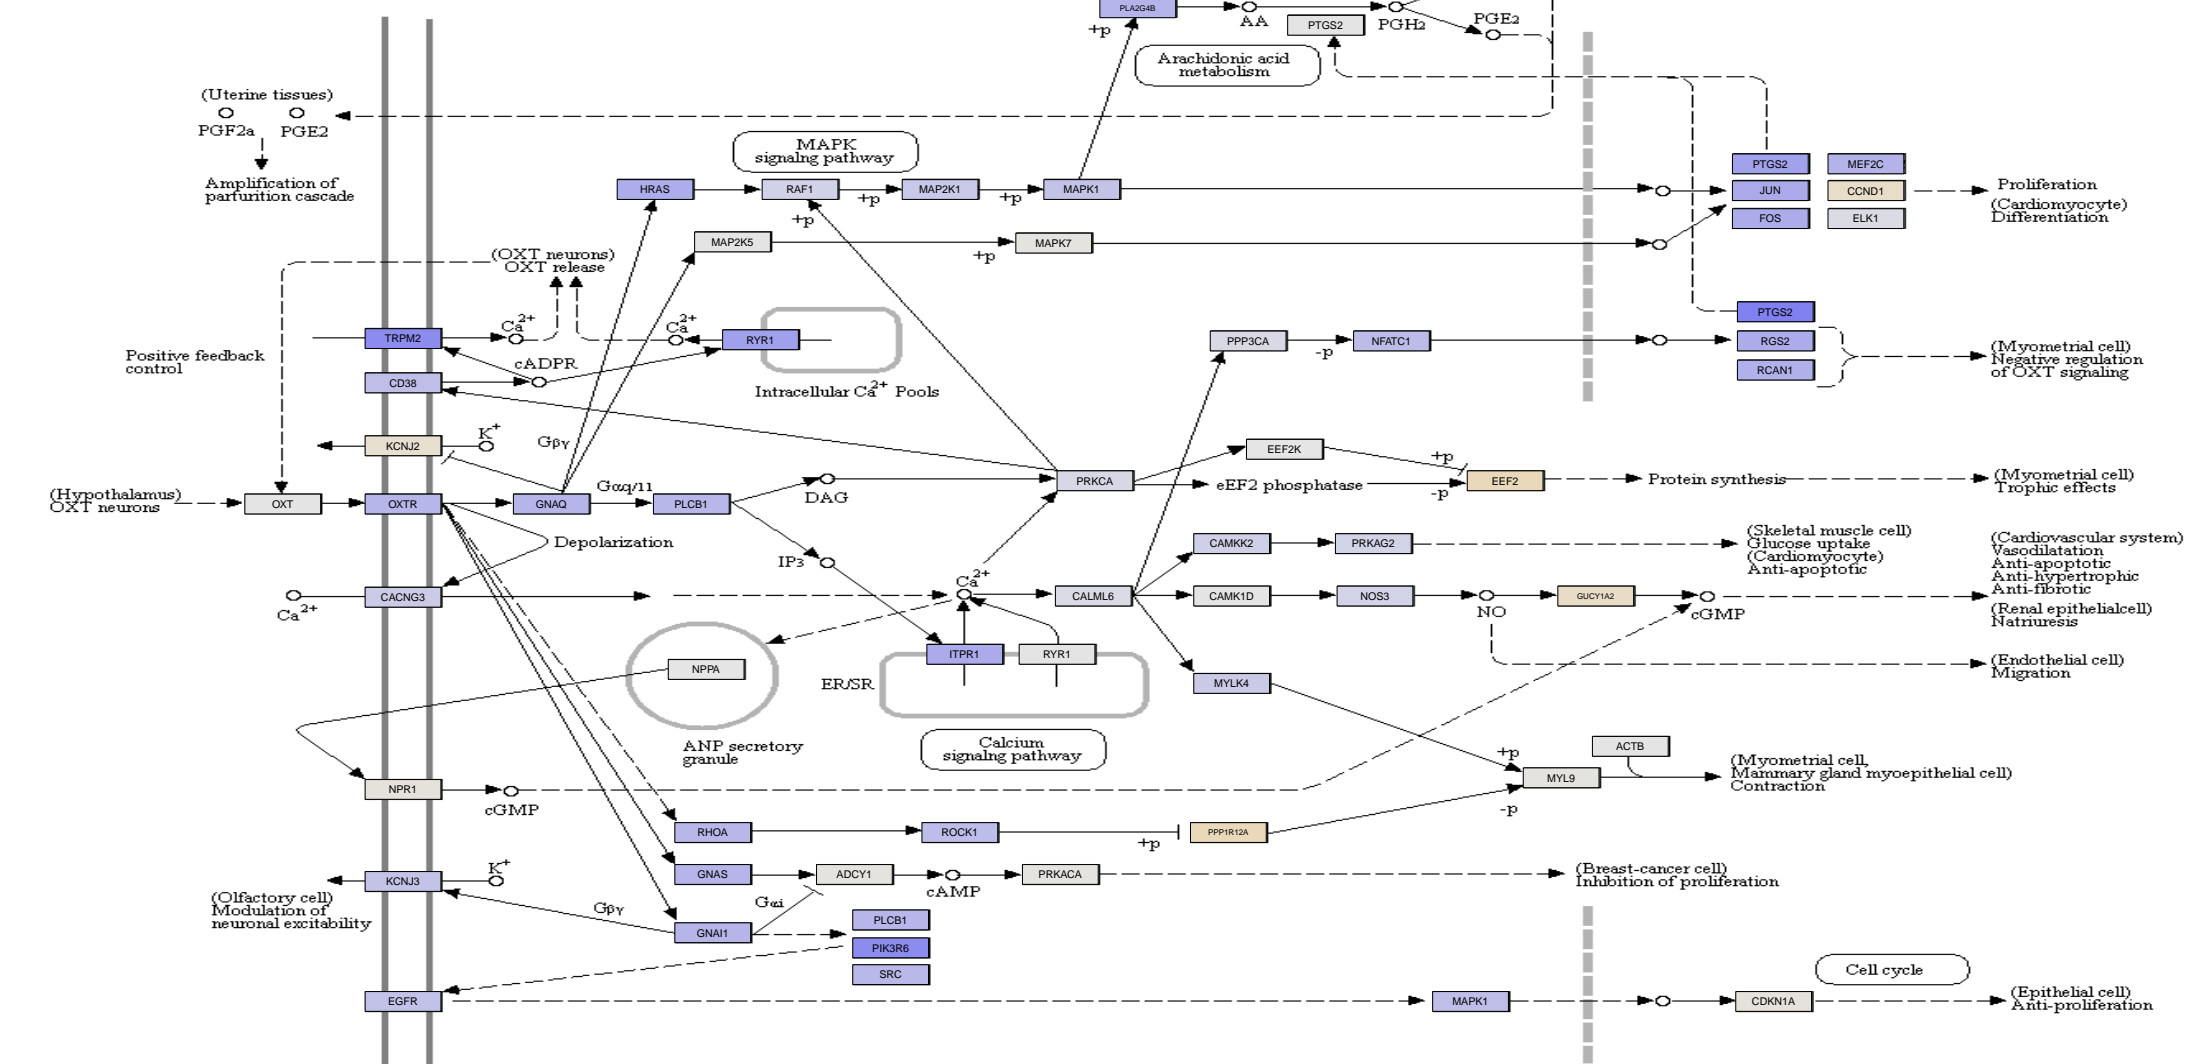 PLA2G4B
+p
AA
PTGS2
PGH2
PGE2
Arachidonic acid
metabolism
(Uterine tissues)
PGF2a
PGE2
Amplification of
parturition cascade
MAPK
signalng pathway
HRAS
RAF1
MAP2K1
MAPK1
+p
+p
+p
PTGS2
MEF2C
JUN
CCND1
FOS
ELK1
Proliferation
(Cardiomyocyte)
Differentiation
MAP2K5
MAPK7
+p
(OXT neurons)
OXT release
Positive feedback
control
TRPM2
Ca2+
Ca2+
RYR1
cADPR
CD38
Intracellular Ca2+ Pools
PPP3CA
-p
NFATC1
PTGS2
RGS2
RCAN1
(Myometrial cell)
Negative regulation
of OXT signaling
KCNJ2
K+
Gβγ
(Hypothalamus)
OXT neurons
OXT
OXTR
GNAQ
Gαq/11
PLCB1
DAG
PRKCA
EEF2K
+p
eEF2 phosphatase
-p
EEF2
Protein synthesis
(Myometrial cell)
Trophic effects
Depolarization
IP3
CACNG3
Ca2+
Ca2+
CALML6
CAMKK2
PRKAG2
(Skeletal muscle cell)
Glucose uptake
(Cardiomyocyte)
Anti-apoptotic
CAMK1D
NOS3
NO
GUCY1A2
cGMP
(Cardiovascular system)
Vasodilatation
Anti-apoptotic
Anti-hypertrophic
Anti-fibrotic
(Renal epithelialcell)
Natriuresis
(Endothelial cell)
Migration
NPPA
ANP secretory
granule
ER/SR
ITPR1
RYR1
Calcium
signalng pathway
MYLK4
+p
MYL9
-p
ACTB
(Myometrial cell,
Mammary gland myoepithelial cell)
Contraction
NPR1
cGMP
RHOA
ROCK1
+p
PPP1R12A
GNAS
ADCY1
cAMP
PRKACA
(Breast-cancer cell)
Inhibition of proliferation
KCNJ3
K+
(Olfactory cell)
Modulation of
neuronal excitability
Gβγ
Gαi
GNAI1
PLCB1
PIK3R6
SRC
EGFR
MAPK1
Cell cycle
CDKN1A
(Epithelial cell)
Anti-proliferation